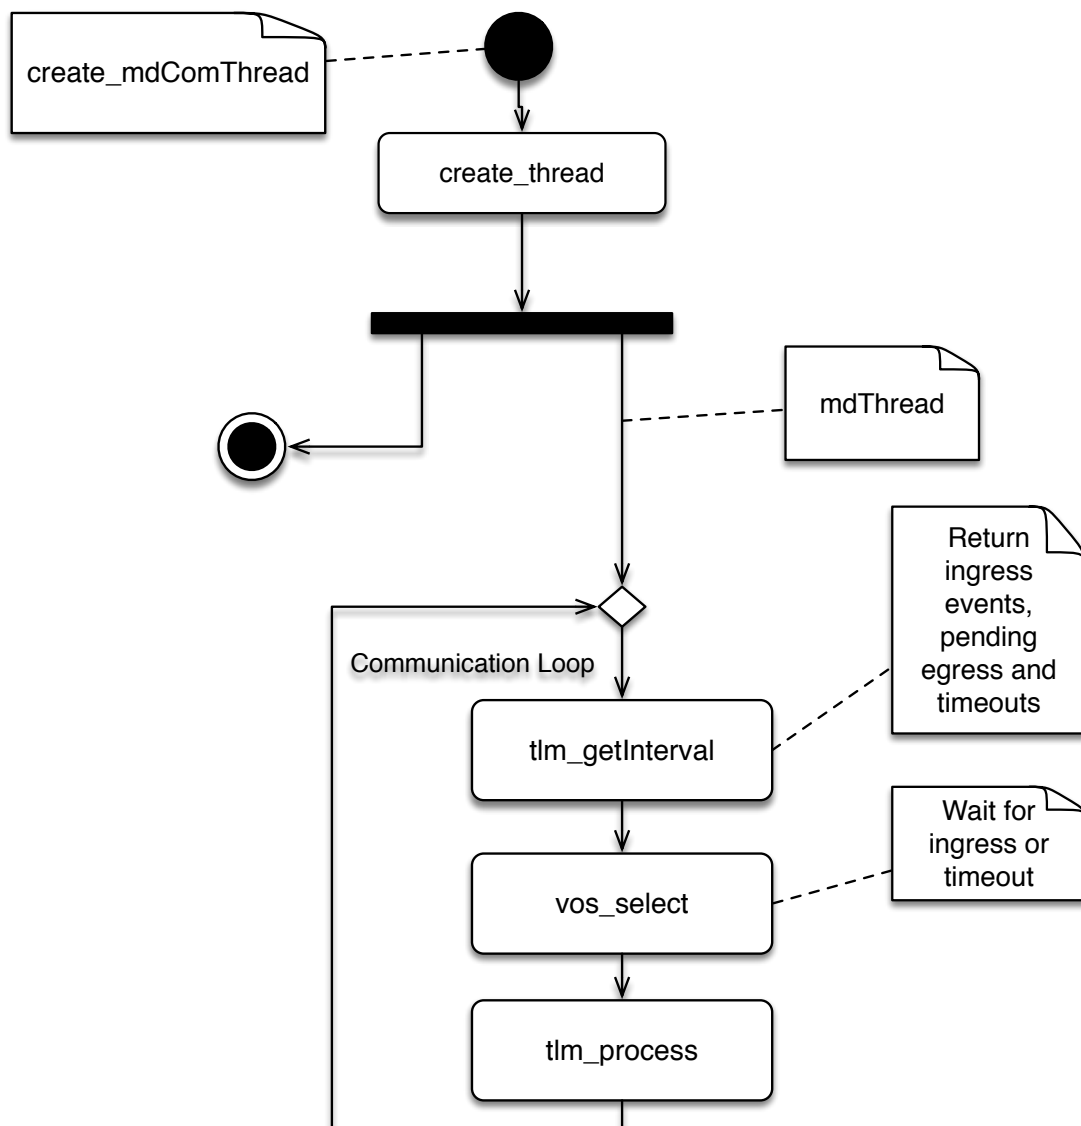 create_mdComThread
create_thread
mdThread
Return
ingress
events,
pending
egress and
timeouts
Communication Loop
tlm_getInterval
Wait for
ingress or
timeout
vos_select
tlm_process